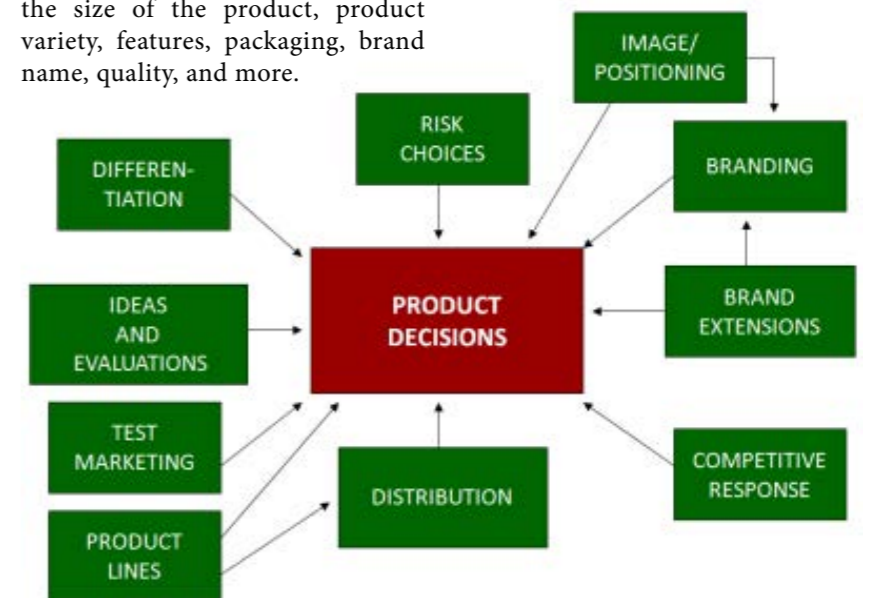 the size of the product, product
variety, features, packaging, brand
name, quality, and more.
IMAGE/
POSITIONING
RISK
CHOICES
BRANDING
DIFFEREN-
TIATION
PRODUCT
DECISIONS
IDEAS
AND
EVALUATIONS
BRAND
EXTENSIONS
TEST
MARKETING
DISTRIBUTION
COMPETITIVE
RESPONSE
PRODUCT
LINES